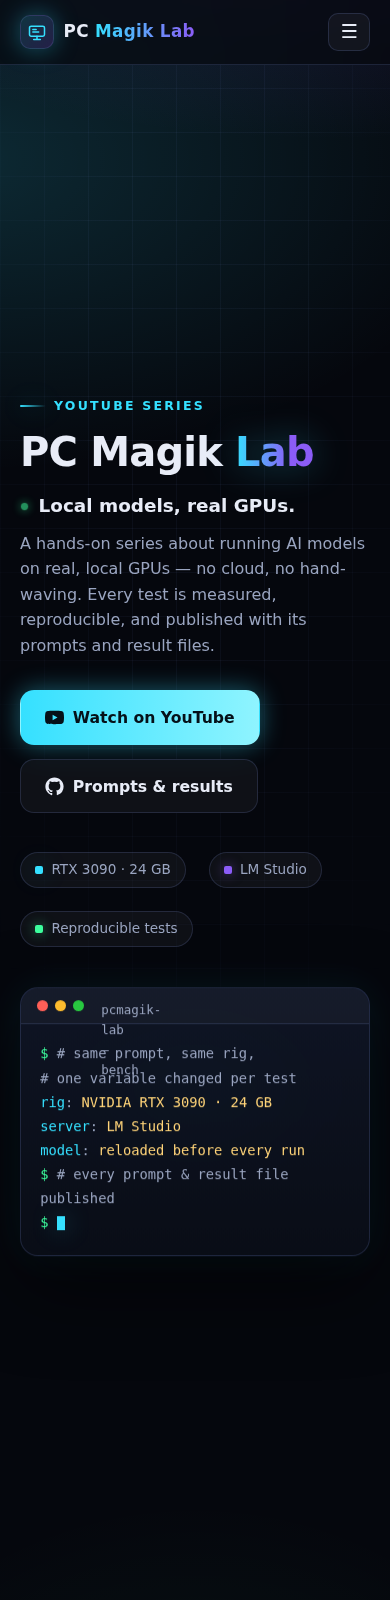 PC Magik Lab
YOUTUBE SERIES
PC Magik Lab
Local models, real GPUs.
A hands-on series about running AI models
on real, local GPUs — no cloud, no hand-
waving. Every test is measured,
reproducible, and published with its
prompts and result files.
Watch on YouTube
Prompts & results
RTX 3090 · 24 GB
LM Studio
Reproducible tests
pcmagik-
lab
—
bench
$ # same prompt, same rig,
# one variable changed per test
rig: NVIDIA RTX 3090 · 24 GB
server: LM Studio
model: reloaded before every run
$ # every prompt & result file
published
$